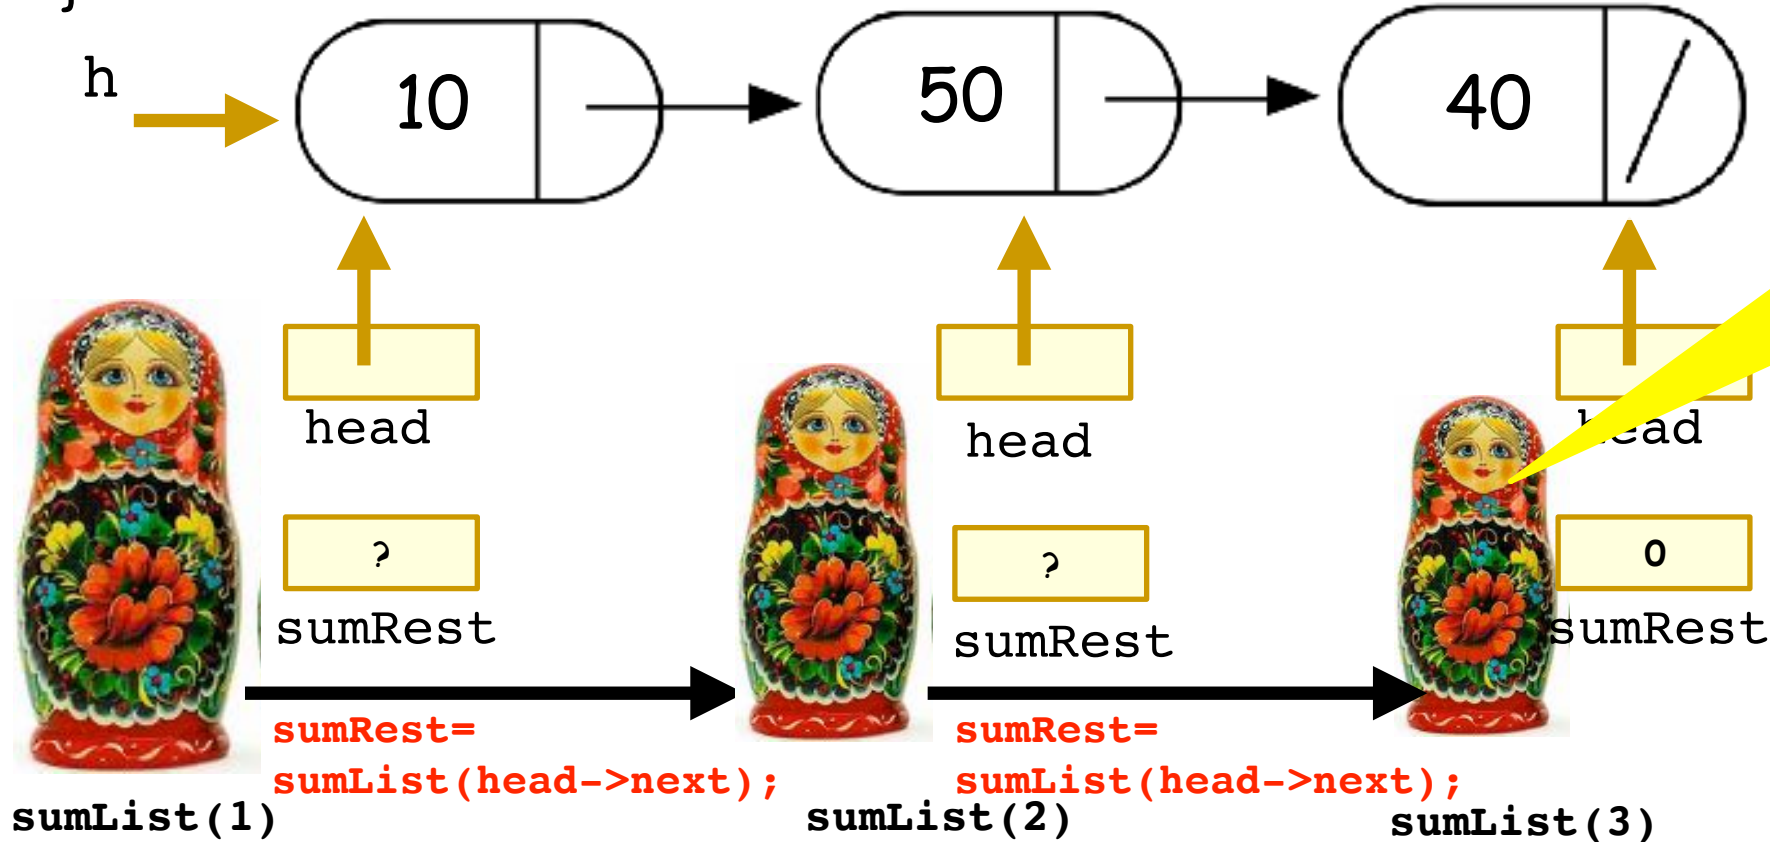 }
h
10 50 40
head head head
? ? 0
sumRest sumRest sumRest
sumRest= sumRest=
sumList(head->next); sumList(head->next);
sumList(1) sumList(2) sumList(3)